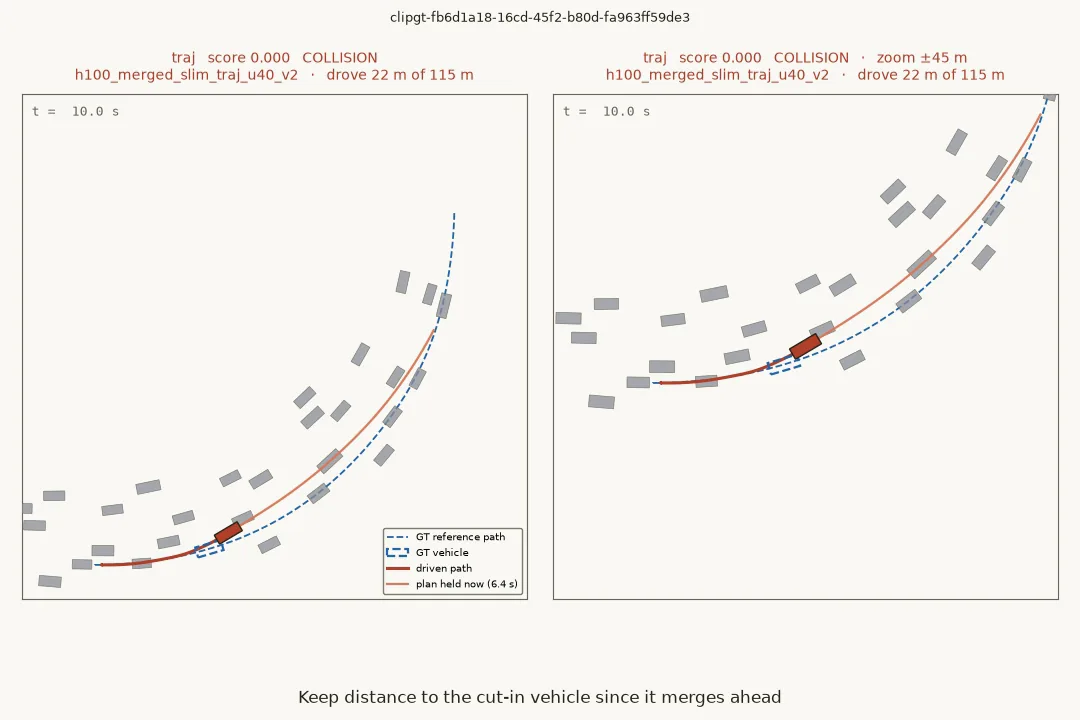 clipgt-fb6d1a18-16cd-45f2-b80d-fa963ff59de3
traj   score 0.000   COLLISION
h100_merged_slim_traj_u40_v2   ·   drove 22 m of 115 m
t =  10.0 s
GT reference path
GT vehicle
driven path
plan held now (6.4 s)
traj   score 0.000   COLLISION   ·   zoom ±45 m
h100_merged_slim_traj_u40_v2   ·   drove 22 m of 115 m
t =  10.0 s
Keep distance to the cut-in vehicle since it merges ahead